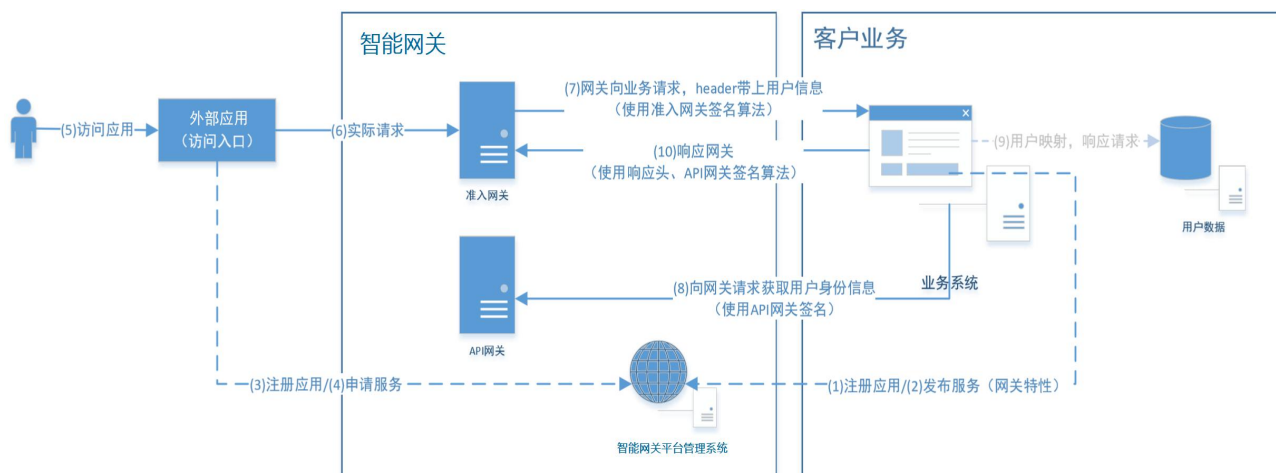 智能网关
客户业务
(5)访问应用
外部应用
（访问入口）
(6)实际请求
准入网关
(7)网关向业务请求，header带上用户信息
（使用准入网关签名算法）
(10)响应网关
（使用响应头、API网关签名算法）
(9)用户映射，响应请求
用户数据
业务系统
(8)向网关请求获取用户身份信息
（使用API网关签名）
API网关
(3)注册应用/(4)申请服务
(1)注册应用/(2)发布服务（网关特性）
智能网关平台管理系统